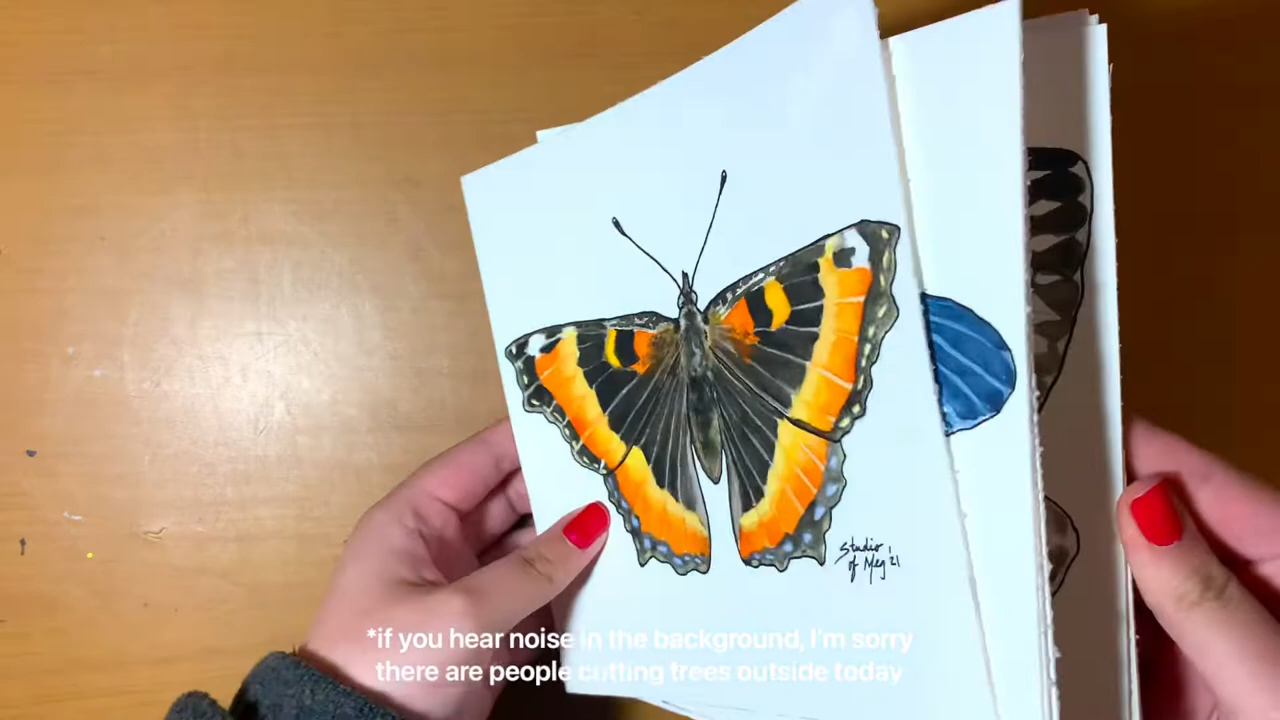 Studio
of Meg '21
*if you hear noise in the background, I'm sorry
there are people cutting trees outside today